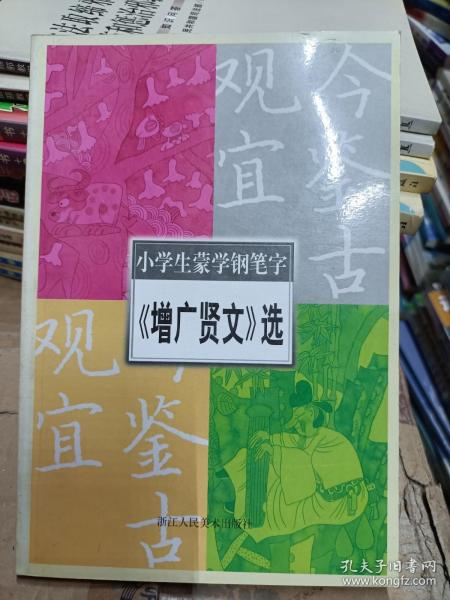 观 今
宜 鉴
古
小学生蒙学钢笔字
《增广贤文》选
观 今
宜 鉴
古
浙江人民美术出版社
孔夫子旧书网
www.kongfz.com